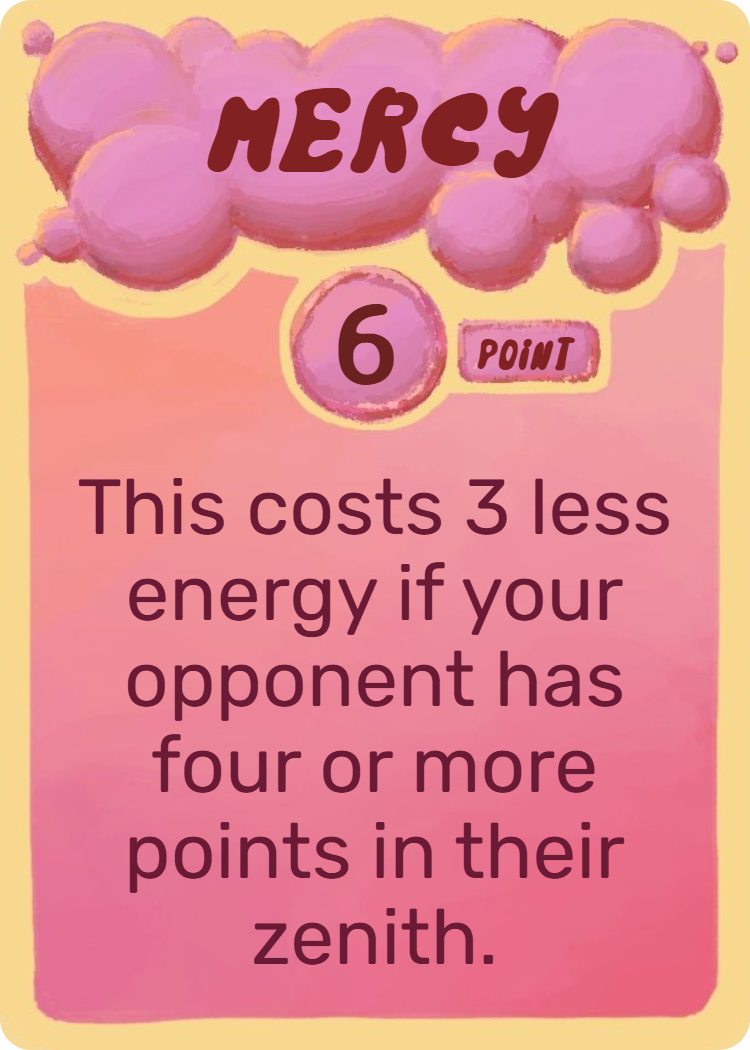 MERCY
6
POINT
This costs 3 less
energy if your
opponent has
four or more
points in their
zenith.